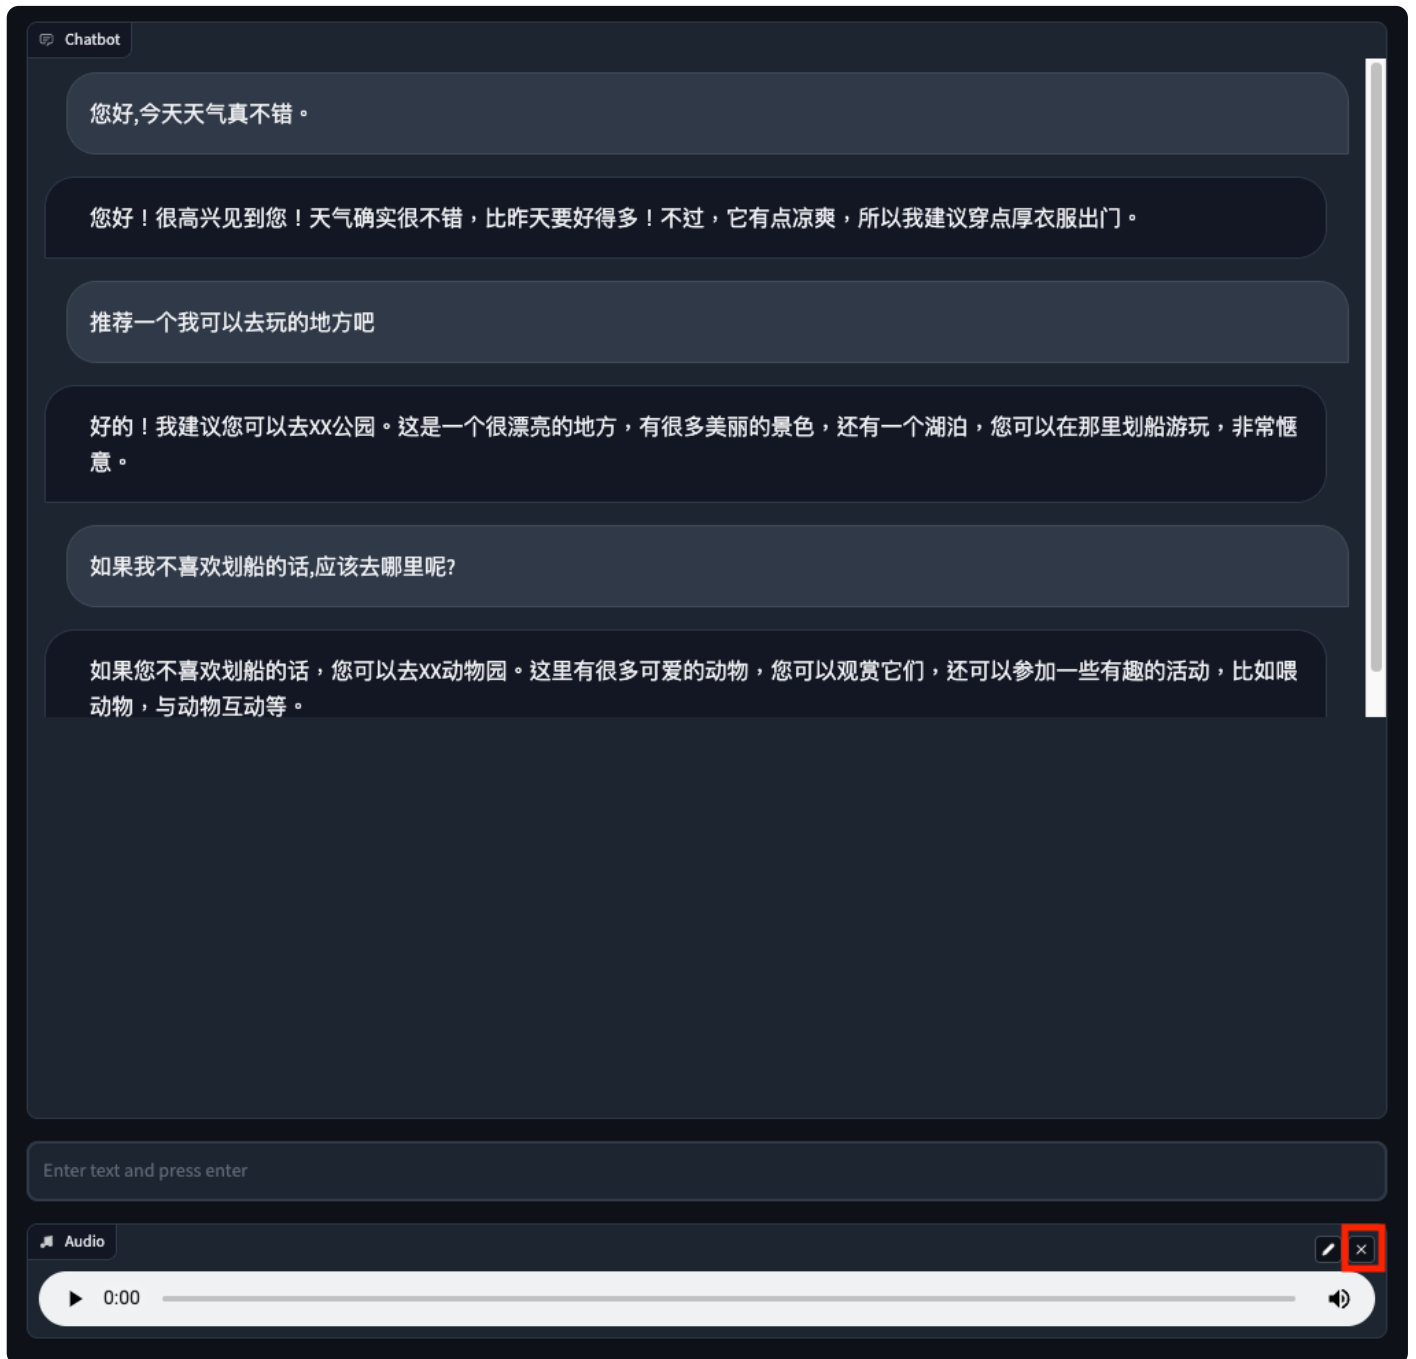 Chatbot
您好,今天天气真不错。
您好！很高兴见到您！天气确实很不错，比昨天要好得多！不过，它有点凉爽，所以我建议穿点厚衣服出门。
推荐一个我可以去玩的地方吧
好的！我建议您可以去XX公园。这是一个很漂亮的地方，有很多美丽的景色，还有一个湖泊，您可以在那里划船游玩，非常惬
意。
如果我不喜欢划船的话,应该去哪里呢?
如果您不喜欢划船的话，您可以去XX动物园。这里有很多可爱的动物，您可以观赏它们，还可以参加一些有趣的活动，比如喂
动物，与动物互动等。
Enter text and press enter
Audio
0:00